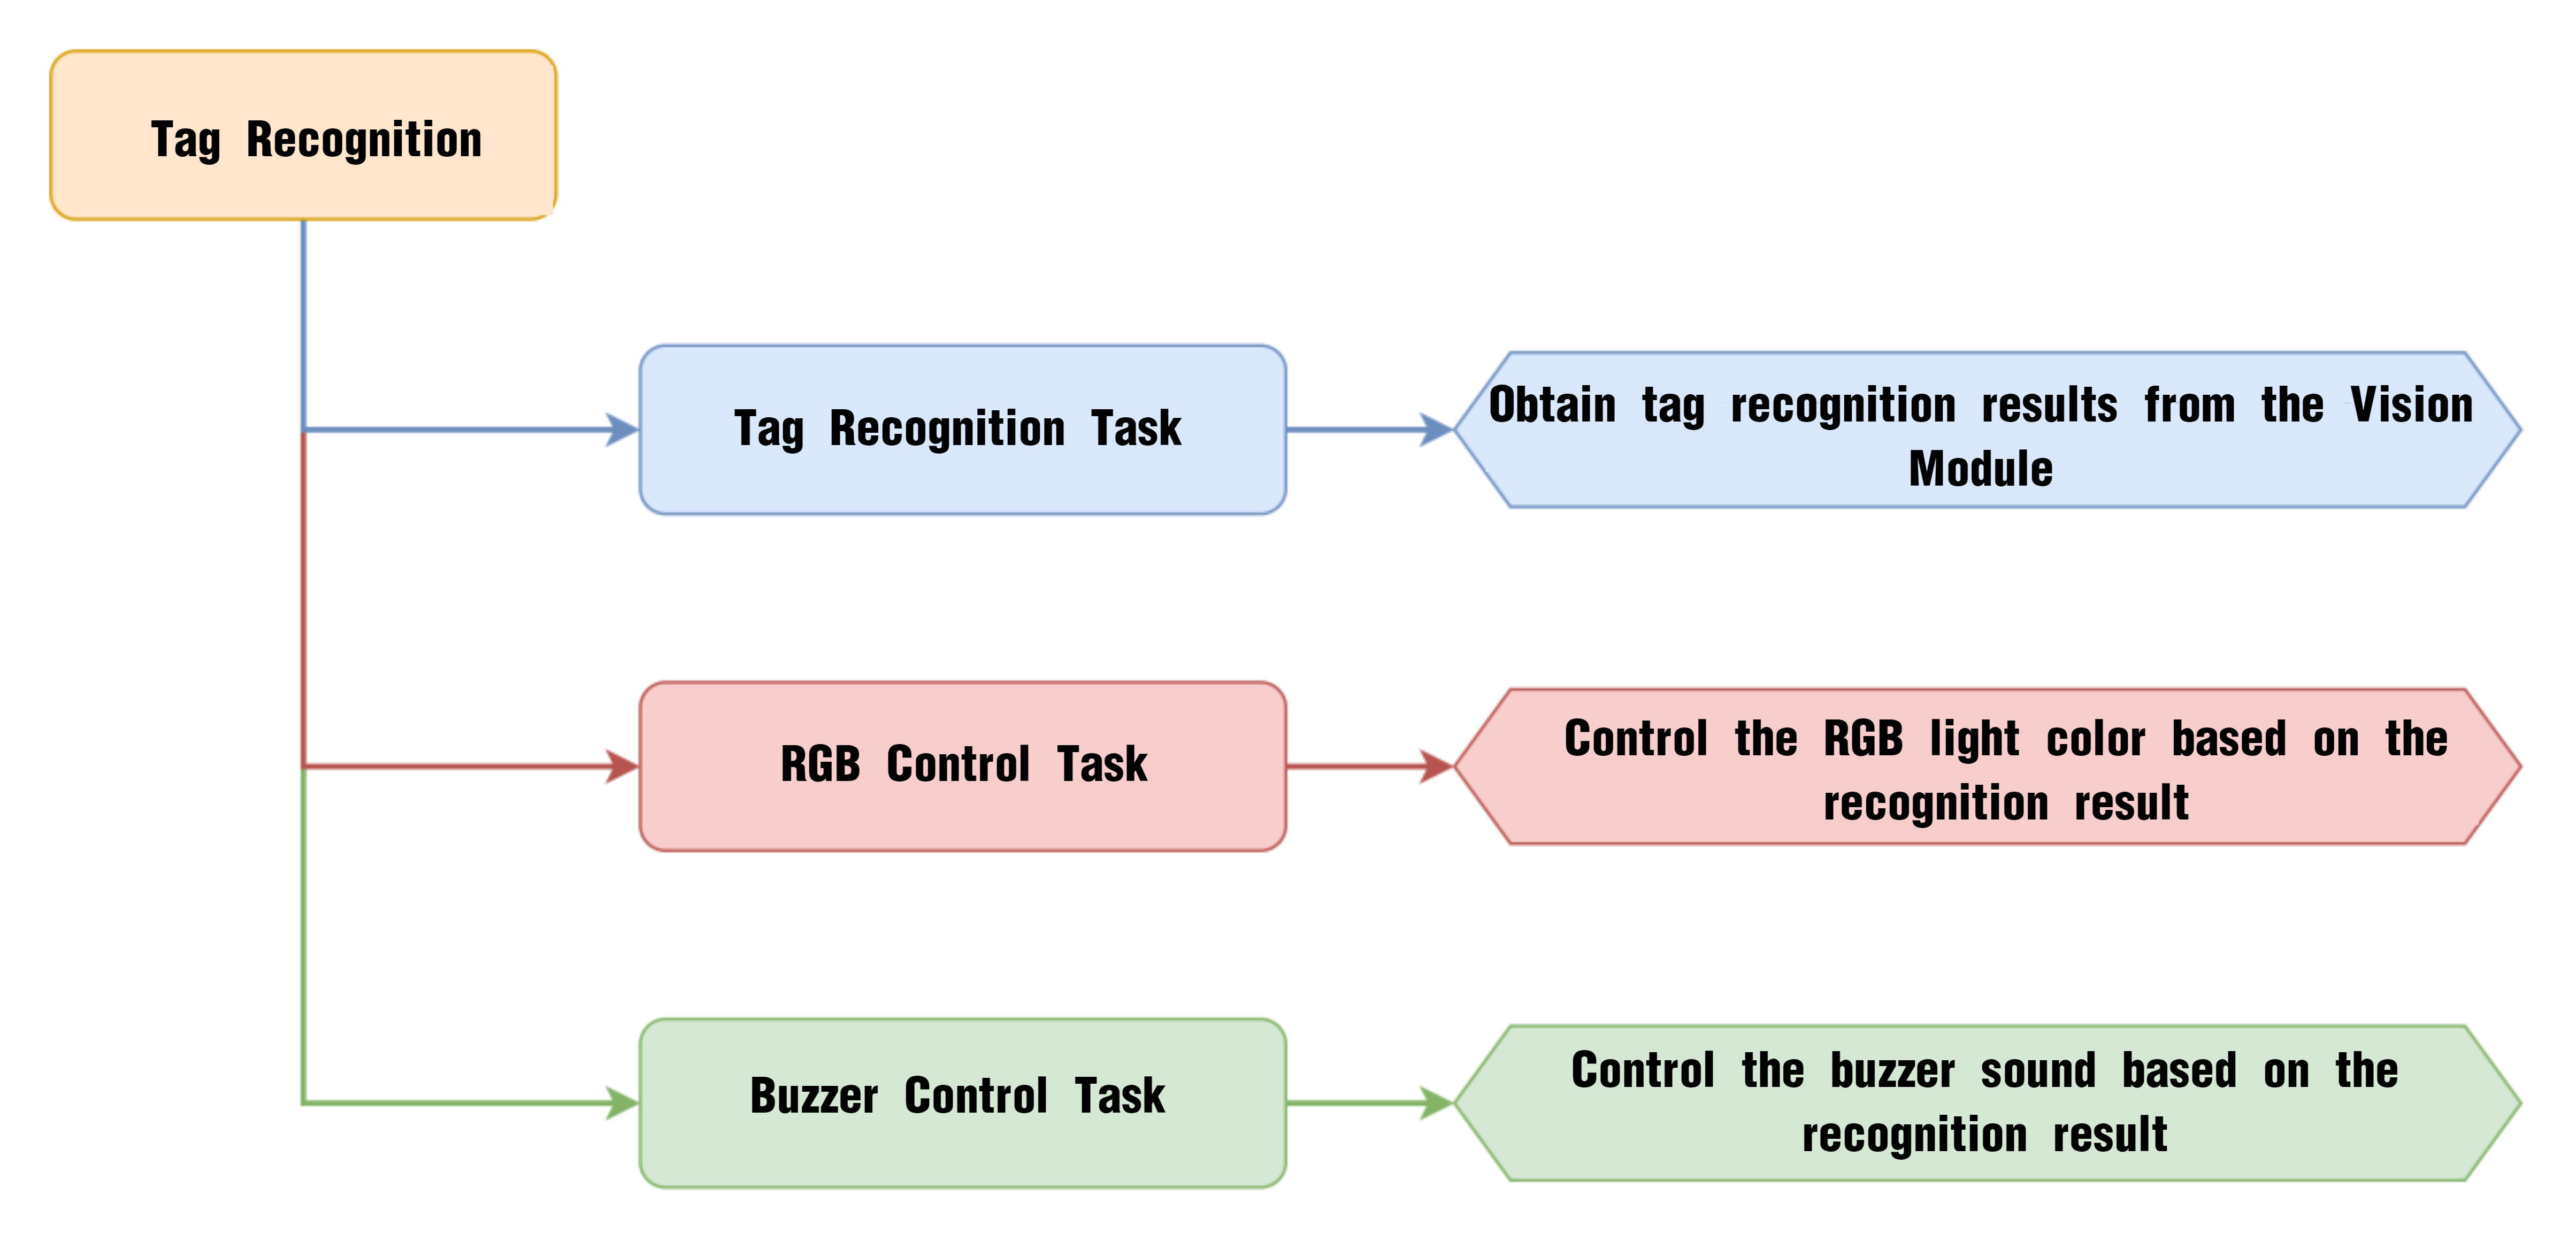 Tag Recognition
Tag Recognition Task
Obtain tag recognition results from the Vision
Module
RGB Control Task
Control the RGB light color based on the
recognition result
Buzzer Control Task
Control the buzzer sound based on the
recognition result